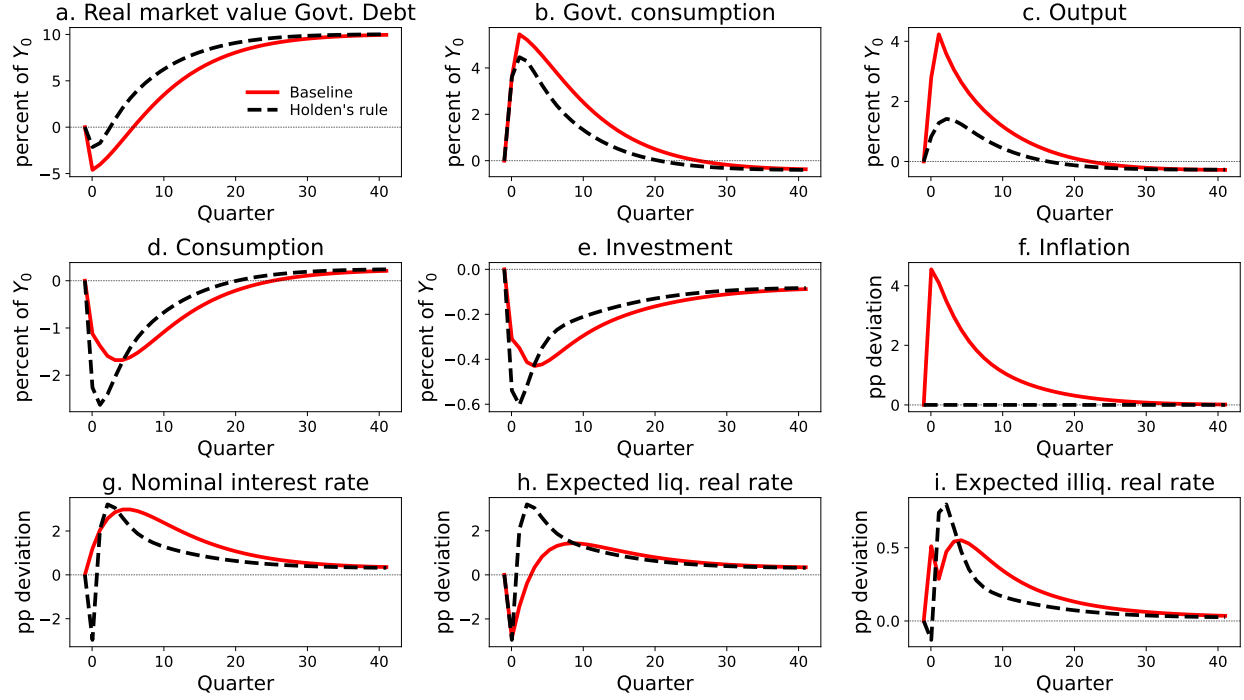 a. Real market value Govt. Debt
percent of Y0
10
5
0
−5
Baseline
Holden's rule
0 10 20 30 40
Quarter
b. Govt. consumption
percent of Y0
4
2
0
0 10 20 30 40
Quarter
c. Output
percent of Y0
4
2
0
0 10 20 30 40
Quarter
d. Consumption
percent of Y0
0
−1
−2
0 10 20 30 40
Quarter
e. Investment
percent of Y0
0.0
−0.2
−0.4
−0.6
0 10 20 30 40
Quarter
f. Inflation
pp deviation
4
2
0
0 10 20 30 40
Quarter
g. Nominal interest rate
pp deviation
2
0
−2
0 10 20 30 40
Quarter
h. Expected liq. real rate
pp deviation
2
0
−2
0 10 20 30 40
Quarter
i. Expected illiq. real rate
pp deviation
0.5
0.0
0 10 20 30 40
Quarter